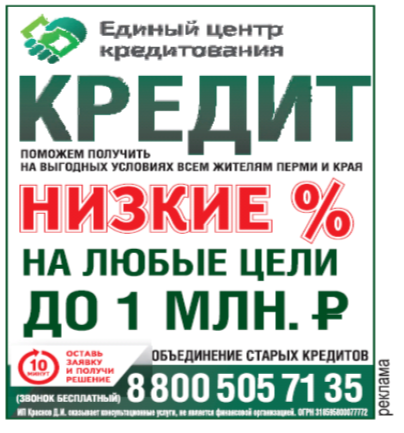 Единый центр
кредитования
КРЕДИТ
ПОМОЖЕМ ПОЛУЧИТЬ
НА ВЫГОДНЫХ УСЛОВИЯХ ВСЕМ ЖИТЕЛЯМ ПЕРМИ И КРАЯ
НИЗКИЕ %
НА ЛЮБЫЕ ЦЕЛИ
ДО 1 МЛН. ₽
10
МИНУТ
ОСТАВЬ
ЗАЯВКУ
И ПОЛУЧИ
РЕШЕНИЕ
ОБЪЕДИНЕНИЕ СТАРЫХ КРЕДИТОВ
(ЗВОНОК БЕСПЛАТНЫЙ) 8 800 505 71 35
ИП Краснов Д.И. оказывает консультационные услуги, не является финансовой организацией. ОГРН 318595800077772
реклама